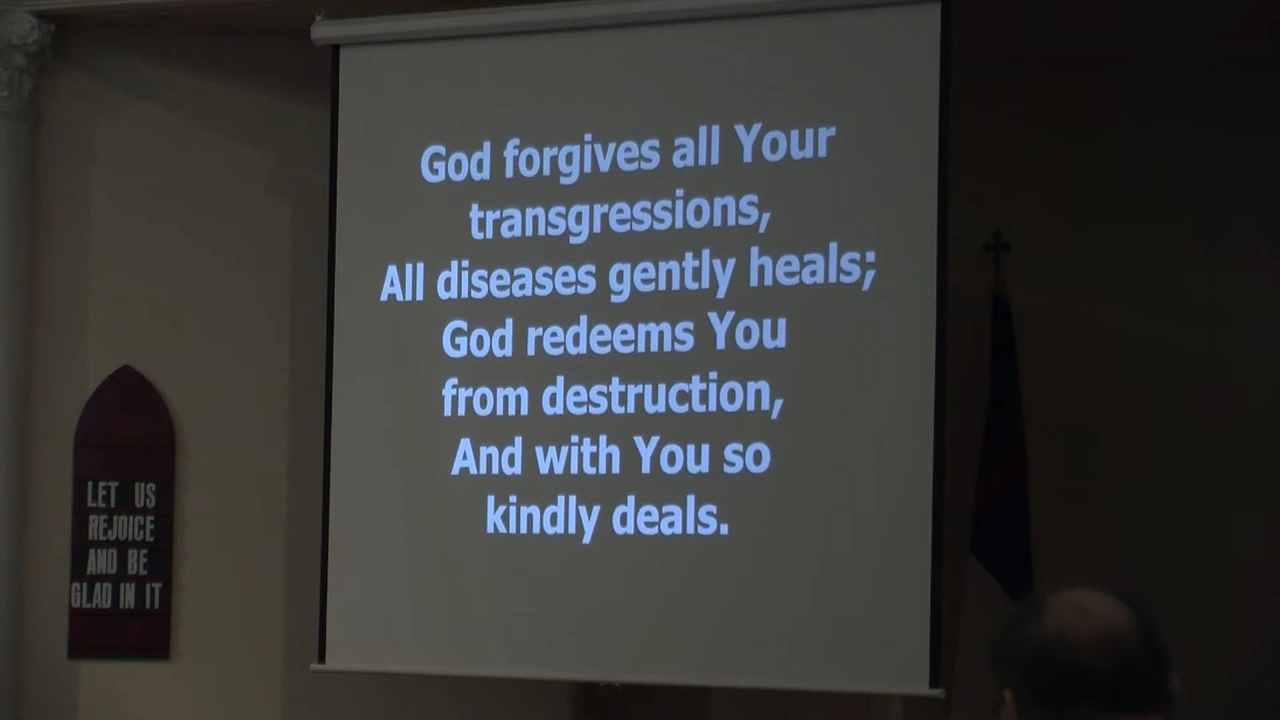 God forgives all Your
transgressions,
All diseases gently heals;
God redeems You
from destruction,
And with You so
kindly deals.
LET US
REJOICE
AND BE
GLAD IN IT